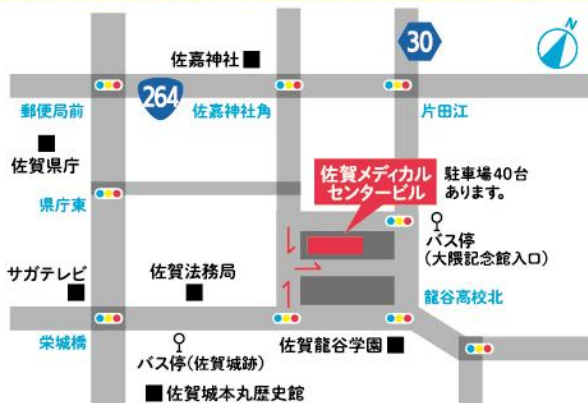 佐嘉神社
30
264
郵便局前
佐嘉神社角
片田江
佐賀県庁
佐賀メディカル
センタービル
駐車場40台
あります。
県庁東
バス停
(大隈記念館入口)
サガテレビ
佐賀法務局
龍谷高校北
栄城橋
バス停(佐賀城跡)
佐賀龍谷学園
佐賀城本丸歴史館